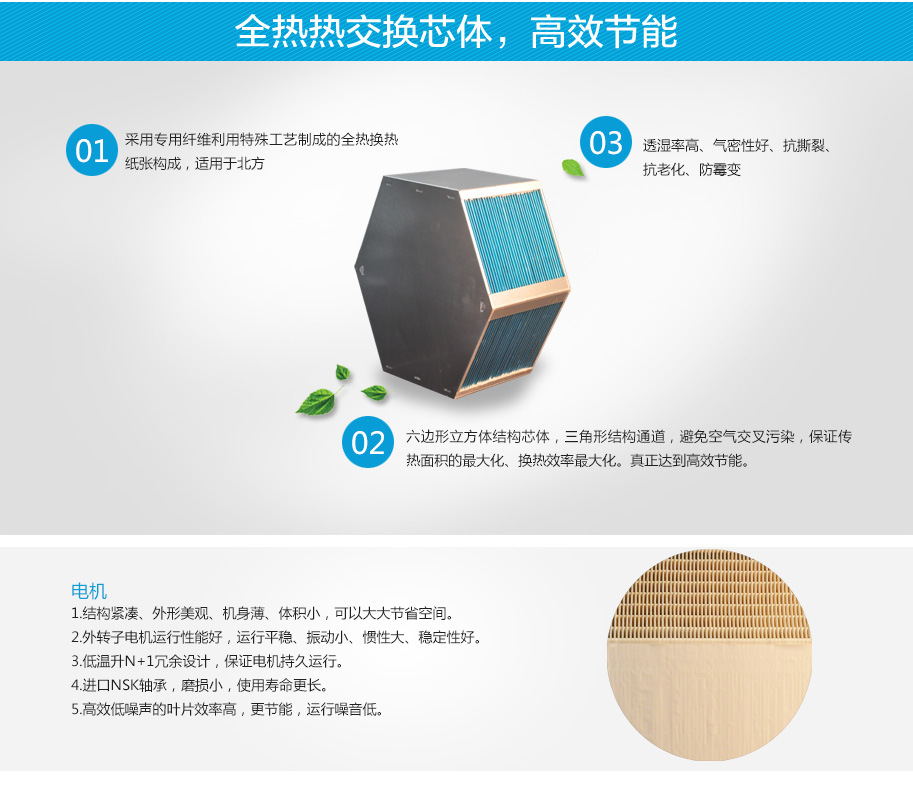 全热热交换芯体，高效节能
01
采用专用纤维利用特殊工艺制成的全热换热
纸张构成，适用于北方
03
透湿率高、气密性好、抗撕裂、
抗老化、防霉变
02
六边形立方体结构芯体，三角形结构通道，避免空气交叉污染，保证传
热面积的最大化、换热效率最大化。真正达到高效节能。
电机
1.结构紧凑、外形美观、机身薄、体积小，可以大大节省空间。
2.外转子电机运行性能好，运行平稳、振动小、惯性大、稳定性好。
3.低温升N+1冗余设计，保证电机持久运行。
4.进口NSK轴承，磨损小，使用寿命更长。
5.高效低噪声的叶片效率高，更节能，运行噪音低。